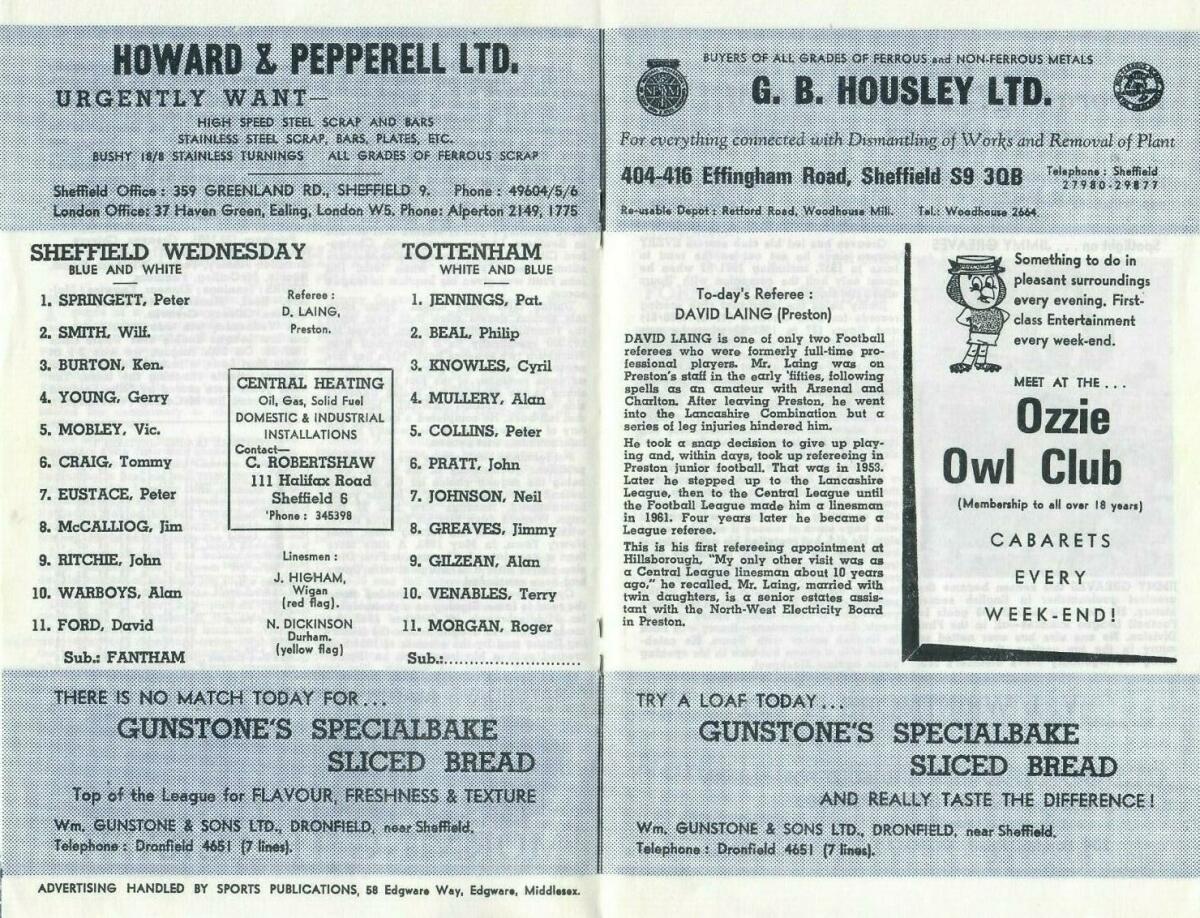 HOWARD & PEPPERELL LTD.
URGENTLY WANT—
HIGH SPEED STEEL SCRAP AND BARS
STAINLESS STEEL SCRAP, BARS, PLATES, ETC.
BUSHY 18/8 STAINLESS TURNINGS ALL GRADES OF FERROUS SCRAP
Sheffield Office : 359 GREENLAND RD., SHEFFIELD 9. Phone : 49604/5/6
London Office: 37 Haven Green, Ealing, London W5. Phone: Alperton 2149, 1775
SHEFFIELD WEDNESDAY
BLUE AND WHITE
1. SPRINGETT, Peter
2. SMITH, Wilf.
3. BURTON, Ken.
4. YOUNG, Gerry
5. MOBLEY, Vic.
6. CRAIG, Tommy
7. EUSTACE, Peter
8. McCALLIOG, Jim
9. RITCHIE, John
10. WARBOYS, Alan
11. FORD, David
Sub.: FANTHAM
Referee :
D. LAING,
Preston.
CENTRAL HEATING
Oil, Gas, Solid Fuel
DOMESTIC & INDUSTRIAL
INSTALLATIONS
Contact—
C. ROBERTSHAW
111 Halifax Road
Sheffield 6
'Phone : 345398
Linesmen :
J. HIGHAM,
Wigan
(red flag).
N. DICKINSON
Durham.
(yellow flag)
TOTTENHAM
WHITE AND BLUE
1. JENNINGS, Pat.
2. BEAL, Philip
3. KNOWLES, Cyril
4. MULLERY, Alan
5. COLLINS, Peter
6. PRATT, John
7. JOHNSON, Neil
8. GREAVES, Jimmy
9. GILZEAN, Alan
10. VENABLES, Terry
11. MORGAN, Roger
Sub.:..........................
THERE IS NO MATCH TODAY FOR...
GUNSTONE'S SPECIALBAKE
SLICED BREAD
Top of the League for FLAVOUR, FRESHNESS & TEXTURE
Wm. GUNSTONE & SONS LTD., DRONFIELD, near Sheffield.
Telephone : Dronfield 4651 (7 lines).
ADVERTISING HANDLED BY SPORTS PUBLICATIONS, 58 Edgware Way, Edgware, Middlesex.
BUYERS OF ALL GRADES OF FERROUS and NON-FERROUS METALS
G. B. HOUSLEY LTD.
For everything connected with Dismantling of Works and Removal of Plant
404-416 Effingham Road, Sheffield S9 3QB
Telephone : Sheffield
27980-29877
Re-usable Depot : Retford Road, Woodhouse Mill. Tel.: Woodhouse 2664.
To-day's Referee :
DAVID LAING (Preston)
DAVID LAING is one of only two Football
referees who were formerly full-time pro-
fessional players. Mr. Laing was on
Preston's staff in the early 'fifties, following
spells as an amateur with Arsenal and
Charlton. After leaving Preston, he went
into the Lancashire Combination but a
series of leg injuries hindered him.
He took a snap decision to give up play-
ing and, within days, took up refereeing in
Preston junior football. That was in 1953.
Later he stepped up to the Lancashire
League, then to the Central League until
the Football League made him a linesman
in 1961. Four years later he became a
League referee.
This is his first refereeing appointment at
Hillsborough, "My only other visit was as
a Central League linesman about 10 years
ago," he recalled. Mr. Laing, married with
twin daughters, is a senior estates assis-
tant with the North-West Electricity Board
in Preston.
Something to do in
pleasant surroundings
every evening. First-
class Entertainment
every week-end.
MEET AT THE...
Ozzie
Owl Club
(Membership to all over 18 years)
CABARETS
EVERY
WEEK-END!
TRY A LOAF TODAY...
GUNSTONE'S SPECIALBAKE
SLICED BREAD
AND REALLY TASTE THE DIFFERENCE!
Wm. GUNSTONE & SONS LTD., DRONFIELD, near Sheffield.
Telephone : Dronfield 4651 (7 lines).